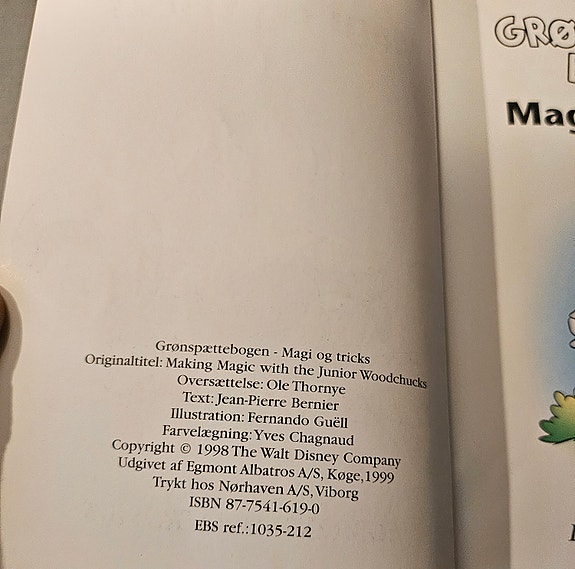 Grønspættebogen - Magi og tricks
Originaltitel: Making Magic with the Junior Woodchucks
Oversættelse: Ole Thornye
Text: Jean-Pierre Bernier
Illustration: Fernando Guëll
Farvelægning: Yves Chagnaud
Copyright © 1998 The Walt Disney Company
Udgivet af Egmont Albatros A/S, Køge, 1999
Trykt hos Nørhaven A/S, Viborg
ISBN 87-7541-619-0
EBS ref.:1035-212